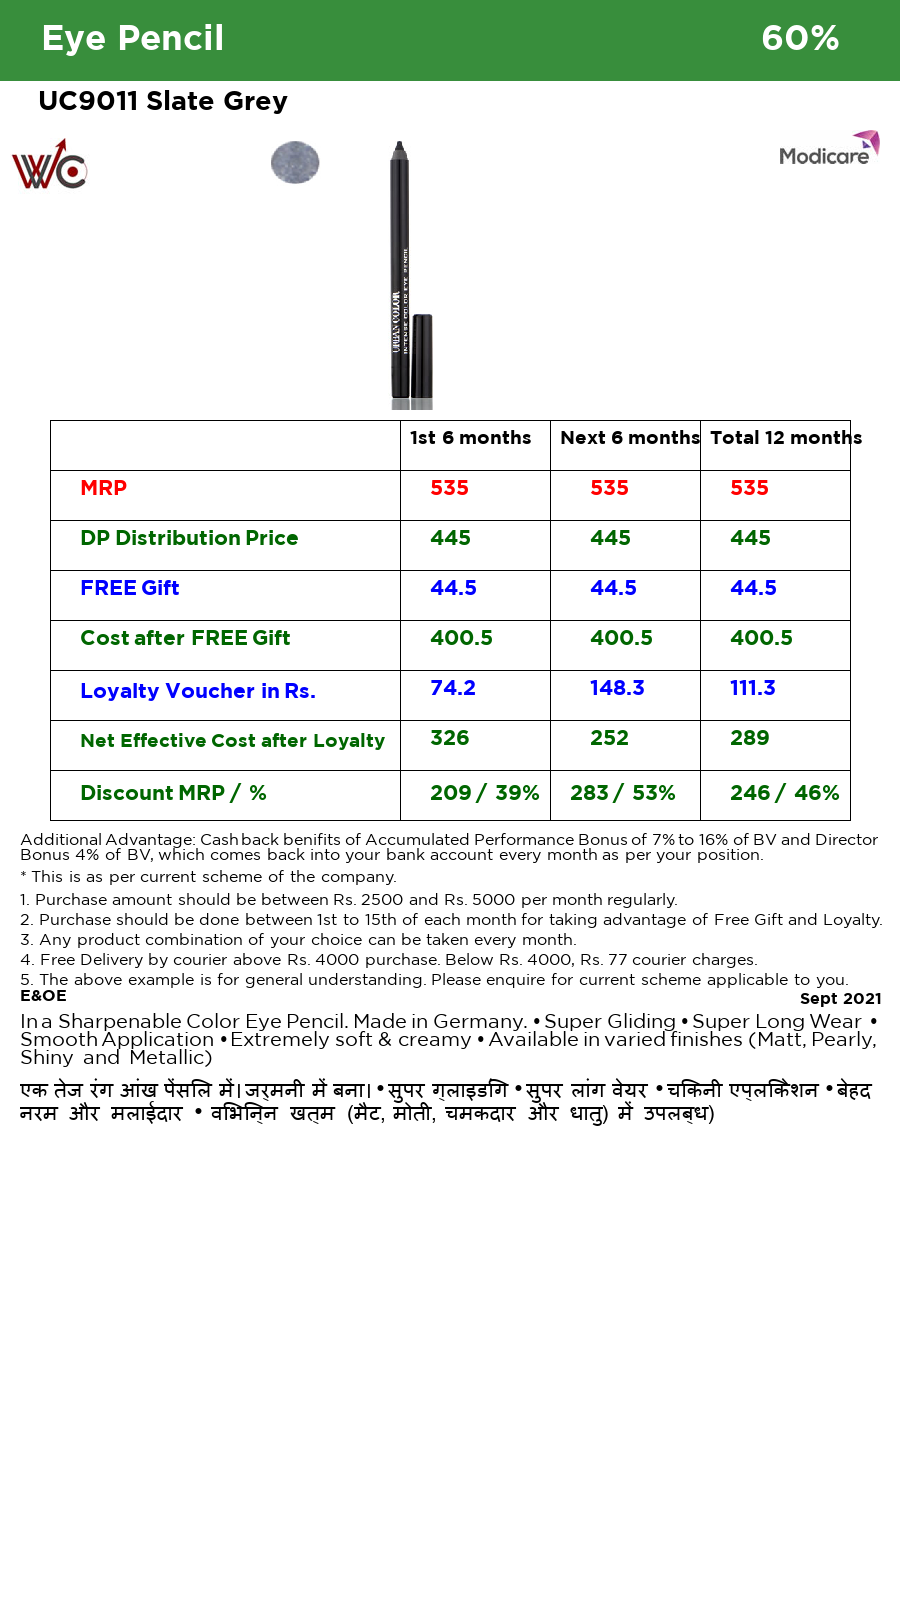 Eye Pencil 60%
UC9011 Slate Grey
WC
Modicare
URBAN COLOR
INTENSE COLOR EYE PENCIL
1st 6 months Next 6 months Total 12 months
MRP 535 535 535
DP Distribution Price 445 445 445
FREE Gift 44.5 44.5 44.5
Cost after FREE Gift 400.5 400.5 400.5
Loyalty Voucher in Rs. 74.2 148.3 111.3
Net Effective Cost after Loyalty 326 252 289
Discount MRP / % 209 / 39% 283 / 53% 246 / 46%
Additional Advantage: Cash back benifits of Accumulated Performance Bonus of 7% to 16% of BV and Director
Bonus 4% of BV, which comes back into your bank account every month as per your position.
* This is as per current scheme of the company.
1. Purchase amount should be between Rs. 2500 and Rs. 5000 per month regularly.
2. Purchase should be done between 1st to 15th of each month for taking advantage of Free Gift and Loyalty.
3. Any product combination of your choice can be taken every month.
4. Free Delivery by courier above Rs. 4000 purchase. Below Rs. 4000, Rs. 77 courier charges.
5. The above example is for general understanding. Please enquire for current scheme applicable to you.
E&OE Sept 2021
In a Sharpenable Color Eye Pencil. Made in Germany. • Super Gliding • Super Long Wear •
Smooth Application • Extremely soft & creamy • Available in varied finishes (Matt, Pearly,
Shiny and Metallic)
एक तेज रंग आंख पेंसिल में। जर्मनी में बना। • सुपर ग्लाइडिंग • सुपर लांग वेयर • चिकनी एप्लिकेशन • बेहद
नरम और मलाईदार • विभिन्न खत्म (मैट, मोती, चमकदार और धातु) में उपलब्ध)